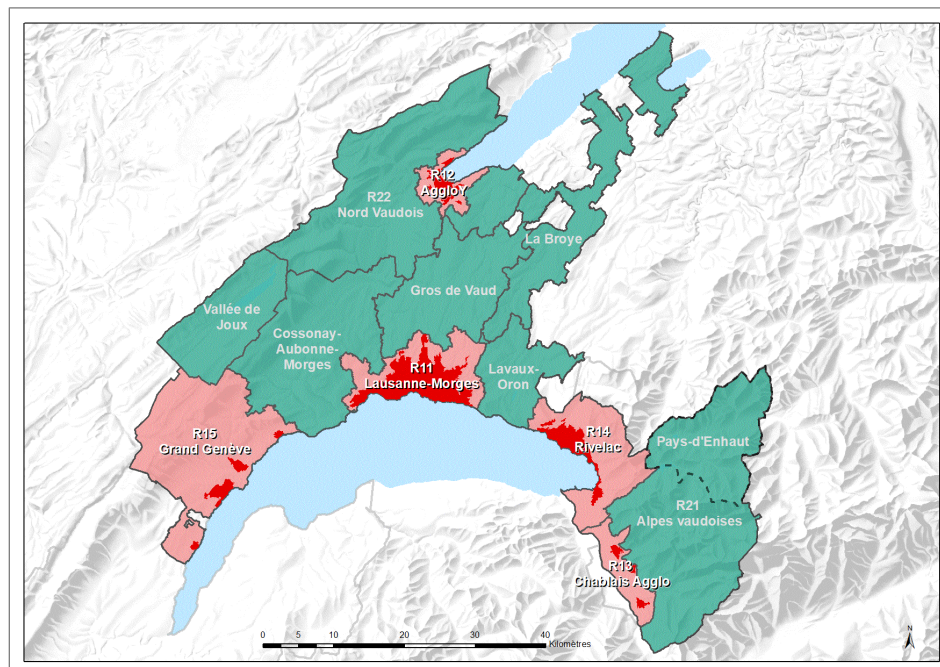 R12
AggloY
R22
Nord Vaudois
La Broye
Gros de Vaud
Vallée de
Joux
Cossonay-
Aubonne-
Morges
R11
Lausanne-Morges
Lavaux-
Oron
R15
Grand Genève
R14
Rivelac
Pays-d'Enhaut
R21
Alpes vaudoises
R13
Chablais Agglo
0 5 10 20 30 40
Kilomètres
N